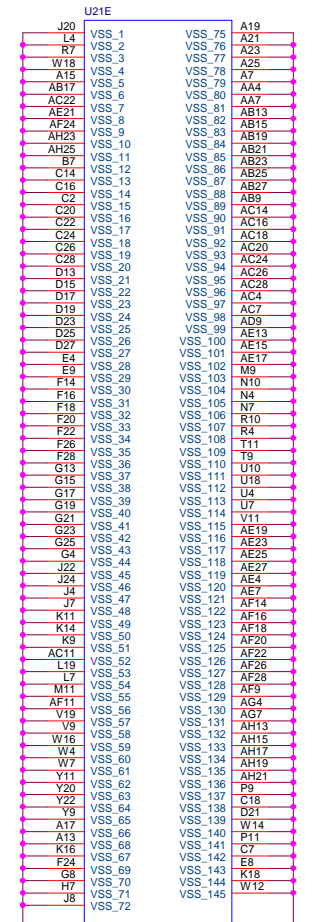 U21E
J20 VSS_1
L4 VSS_2
R7 VSS_3
W18 VSS_4
A15 VSS_5
AB17 VSS_6
AC22 VSS_7
AE21 VSS_8
AF24 VSS_9
AH23 VSS_10
AH25 VSS_11
B7 VSS_12
C14 VSS_13
C16 VSS_14
C2 VSS_15
C20 VSS_16
C22 VSS_17
C24 VSS_18
C26 VSS_19
C28 VSS_20
D13 VSS_21
D15 VSS_22
D17 VSS_23
D19 VSS_24
D23 VSS_25
D25 VSS_26
D27 VSS_27
E4 VSS_28
E9 VSS_29
F14 VSS_30
F16 VSS_31
F18 VSS_32
F20 VSS_33
F22 VSS_34
F26 VSS_35
F28 VSS_36
G13 VSS_37
G15 VSS_38
G17 VSS_39
G19 VSS_40
G21 VSS_41
G23 VSS_42
G25 VSS_43
G4 VSS_44
J22 VSS_45
J24 VSS_46
J4 VSS_47
J7 VSS_48
K11 VSS_49
K14 VSS_50
K9 VSS_51
AC11 VSS_52
L19 VSS_53
L7 VSS_54
M11 VSS_55
AF11 VSS_56
V19 VSS_57
V9 VSS_58
W16 VSS_59
W4 VSS_60
W7 VSS_61
Y11 VSS_62
Y20 VSS_63
Y22 VSS_64
Y9 VSS_65
A17 VSS_66
A13 VSS_68
K16 VSS_67
F24 VSS_69
G8 VSS_70
H7 VSS_71
J8 VSS_72
VSS_75 A19
VSS_76 A21
VSS_77 A23
VSS_78 A25
VSS_79 A7
VSS_80 AA4
VSS_81 AA7
VSS_82 AB13
VSS_83 AB15
VSS_84 AB19
VSS_85 AB21
VSS_86 AB23
VSS_87 AB25
VSS_88 AB27
VSS_89 AB9
VSS_90 AC14
VSS_91 AC16
VSS_92 AC18
VSS_93 AC20
VSS_94 AC24
VSS_95 AC26
VSS_96 AC28
VSS_97 AC4
VSS_98 AC7
VSS_99 AD9
VSS_100 AE13
VSS_101 AE15
VSS_102 AE17
VSS_103 M9
VSS_104 N10
VSS_105 N4
VSS_106 N7
VSS_107 R10
VSS_108 R4
VSS_109 T11
VSS_110 T9
VSS_111 U10
VSS_112 U18
VSS_113 U4
VSS_114 U7
VSS_115 V11
VSS_116 AE19
VSS_117 AE23
VSS_118 AE25
VSS_119 AE27
VSS_120 AE4
VSS_121 AE7
VSS_122 AF14
VSS_123 AF16
VSS_124 AF18
VSS_125 AF20
VSS_126 AF22
VSS_127 AF26
VSS_128 AF28
VSS_129 AF9
VSS_130 AG4
VSS_131 AG7
VSS_132 AH13
VSS_133 AH15
VSS_134 AH17
VSS_135 AH19
VSS_136 AH21
VSS_137 P9
VSS_138 C18
VSS_139 D21
VSS_140 W14
VSS_141 P11
VSS_142 C7
VSS_143 E8
VSS_144 K18
VSS_145 W12